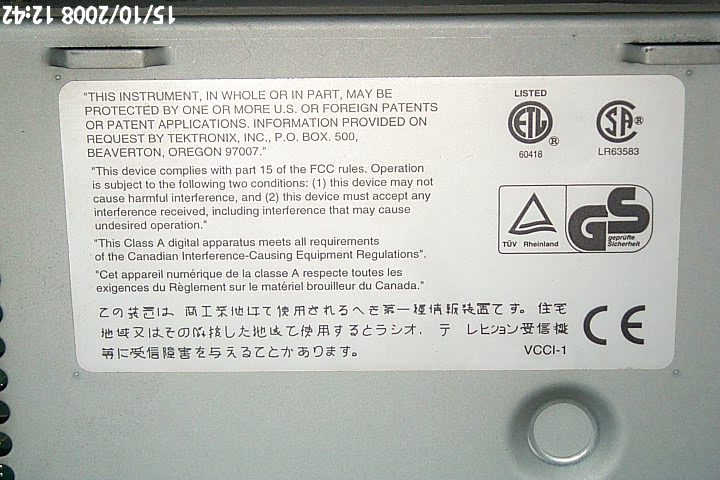 15/10/2008 12:42
"THIS INSTRUMENT, IN WHOLE OR IN PART, MAY BE
PROTECTED BY ONE OR MORE U.S. OR FOREIGN PATENTS
OR PATENT APPLICATIONS. INFORMATION PROVIDED ON
REQUEST BY TEKTRONIX, INC., P.O. BOX. 500,
BEAVERTON, OREGON 97007."
"This device complies with part 15 of the FCC rules. Operation
is subject to the following two conditions: (1) this device may not
cause harmful interference, and (2) this device must accept any
interference received, including interference that may cause
undesired operation."
"This Class A digital apparatus meets all requirements
of the Canadian Interference-Causing Equipment Regulations".
"Cet appareil numérique de la classe A respecte toutes les
exigences du Règlement sur le matériel brouilleur du Canada."
この装置は 商工業地域で使用されるべき第一種情報装置です。住宅
地域又はその隣接した地域で使用するとラジオ、テレビジョン受信機
等に受信障害を与えることがあります。
LISTED
ETL ®
60418
SA ®
LR63583
TÜV Rheinland
GS
geprüfte
Sicherheit
CE
VCCI-1